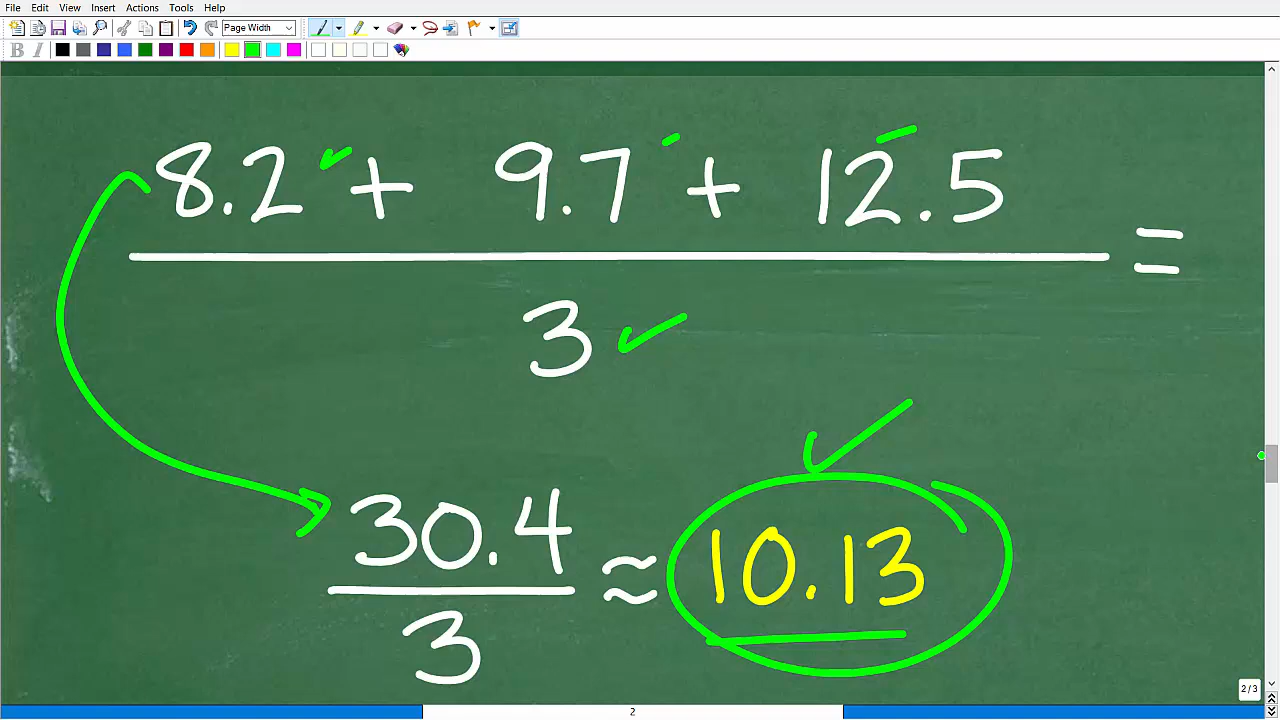 File Edit View Insert Actions Tools Help
Page Width
B I
8.2 + 9.7 + 12.5
=
3
30.4
≈ 10.13
3
2/3
2